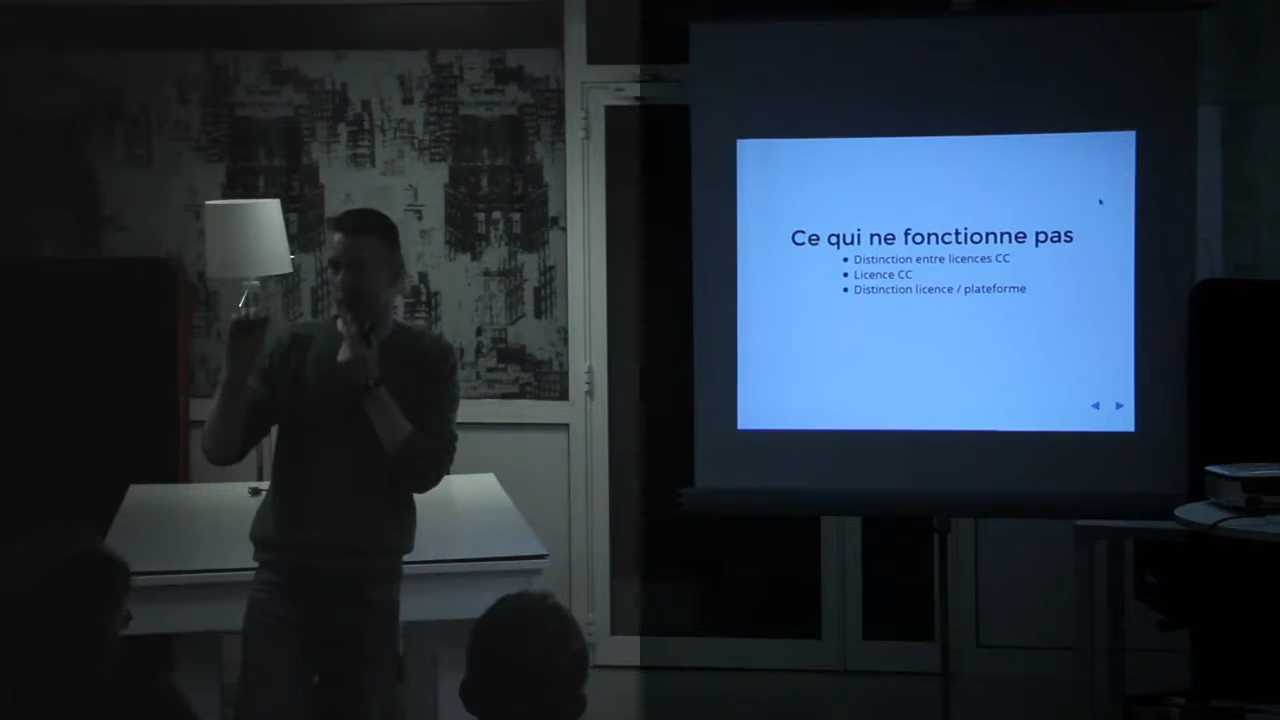 Ce qui ne fonctionne pas
Distinction entre licences CC
Licence CC
Distinction licence / plateforme